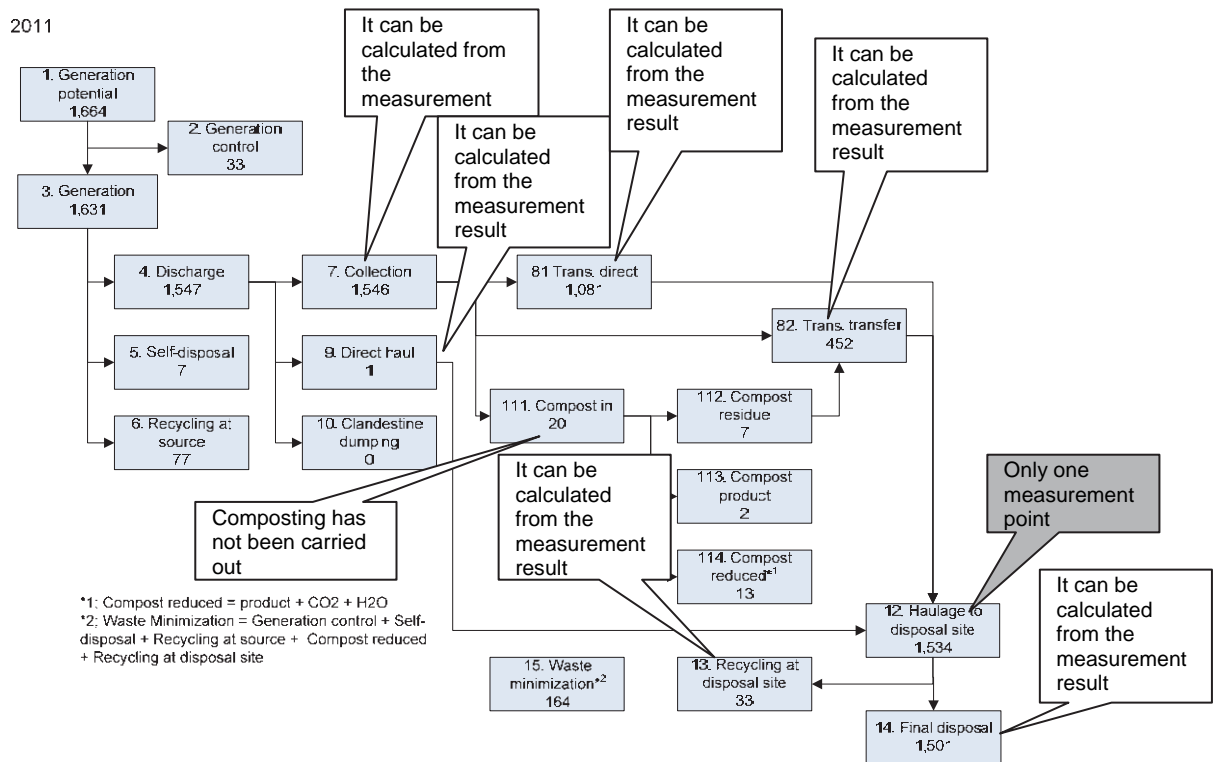 2011
1. Generation
potential
1,664
2. Generation
control
33
3. Generation
1,631
It can be
calculated from
the
measurement
It can be
calculated
from the
measurement
result
It can be
calculated
from the
measurement
result
It can be
calculated
from the
measurement
result
4. Discharge
1,547
7. Collection
1,546
81 Trans. direct
1,081
82. Trans. transfer
452
5. Self-disposal
7
9. Direct haul
1
6. Recycling at
source
77
10. Clandestine
dumping
0
111. Compost in
20
112. Compost
residue
7
113. Compost
product
2
114. Compost
reduced*1
13
Composting has
not been carried
out
It can be
calculated
from the
measurement
result
Only one
measurement
point
It can be
calculated
from the
measurement
result
*1: Compost reduced = product + CO2 + H2O
*2: Waste Minimization = Generation control + Self-
disposal + Recycling at source + Compost reduced
+ Recycling at disposal site
12. Haulage to
disposal site
1,534
15. Waste
minimization*2
164
13. Recycling at
disposal site
33
14. Final disposal
1,501